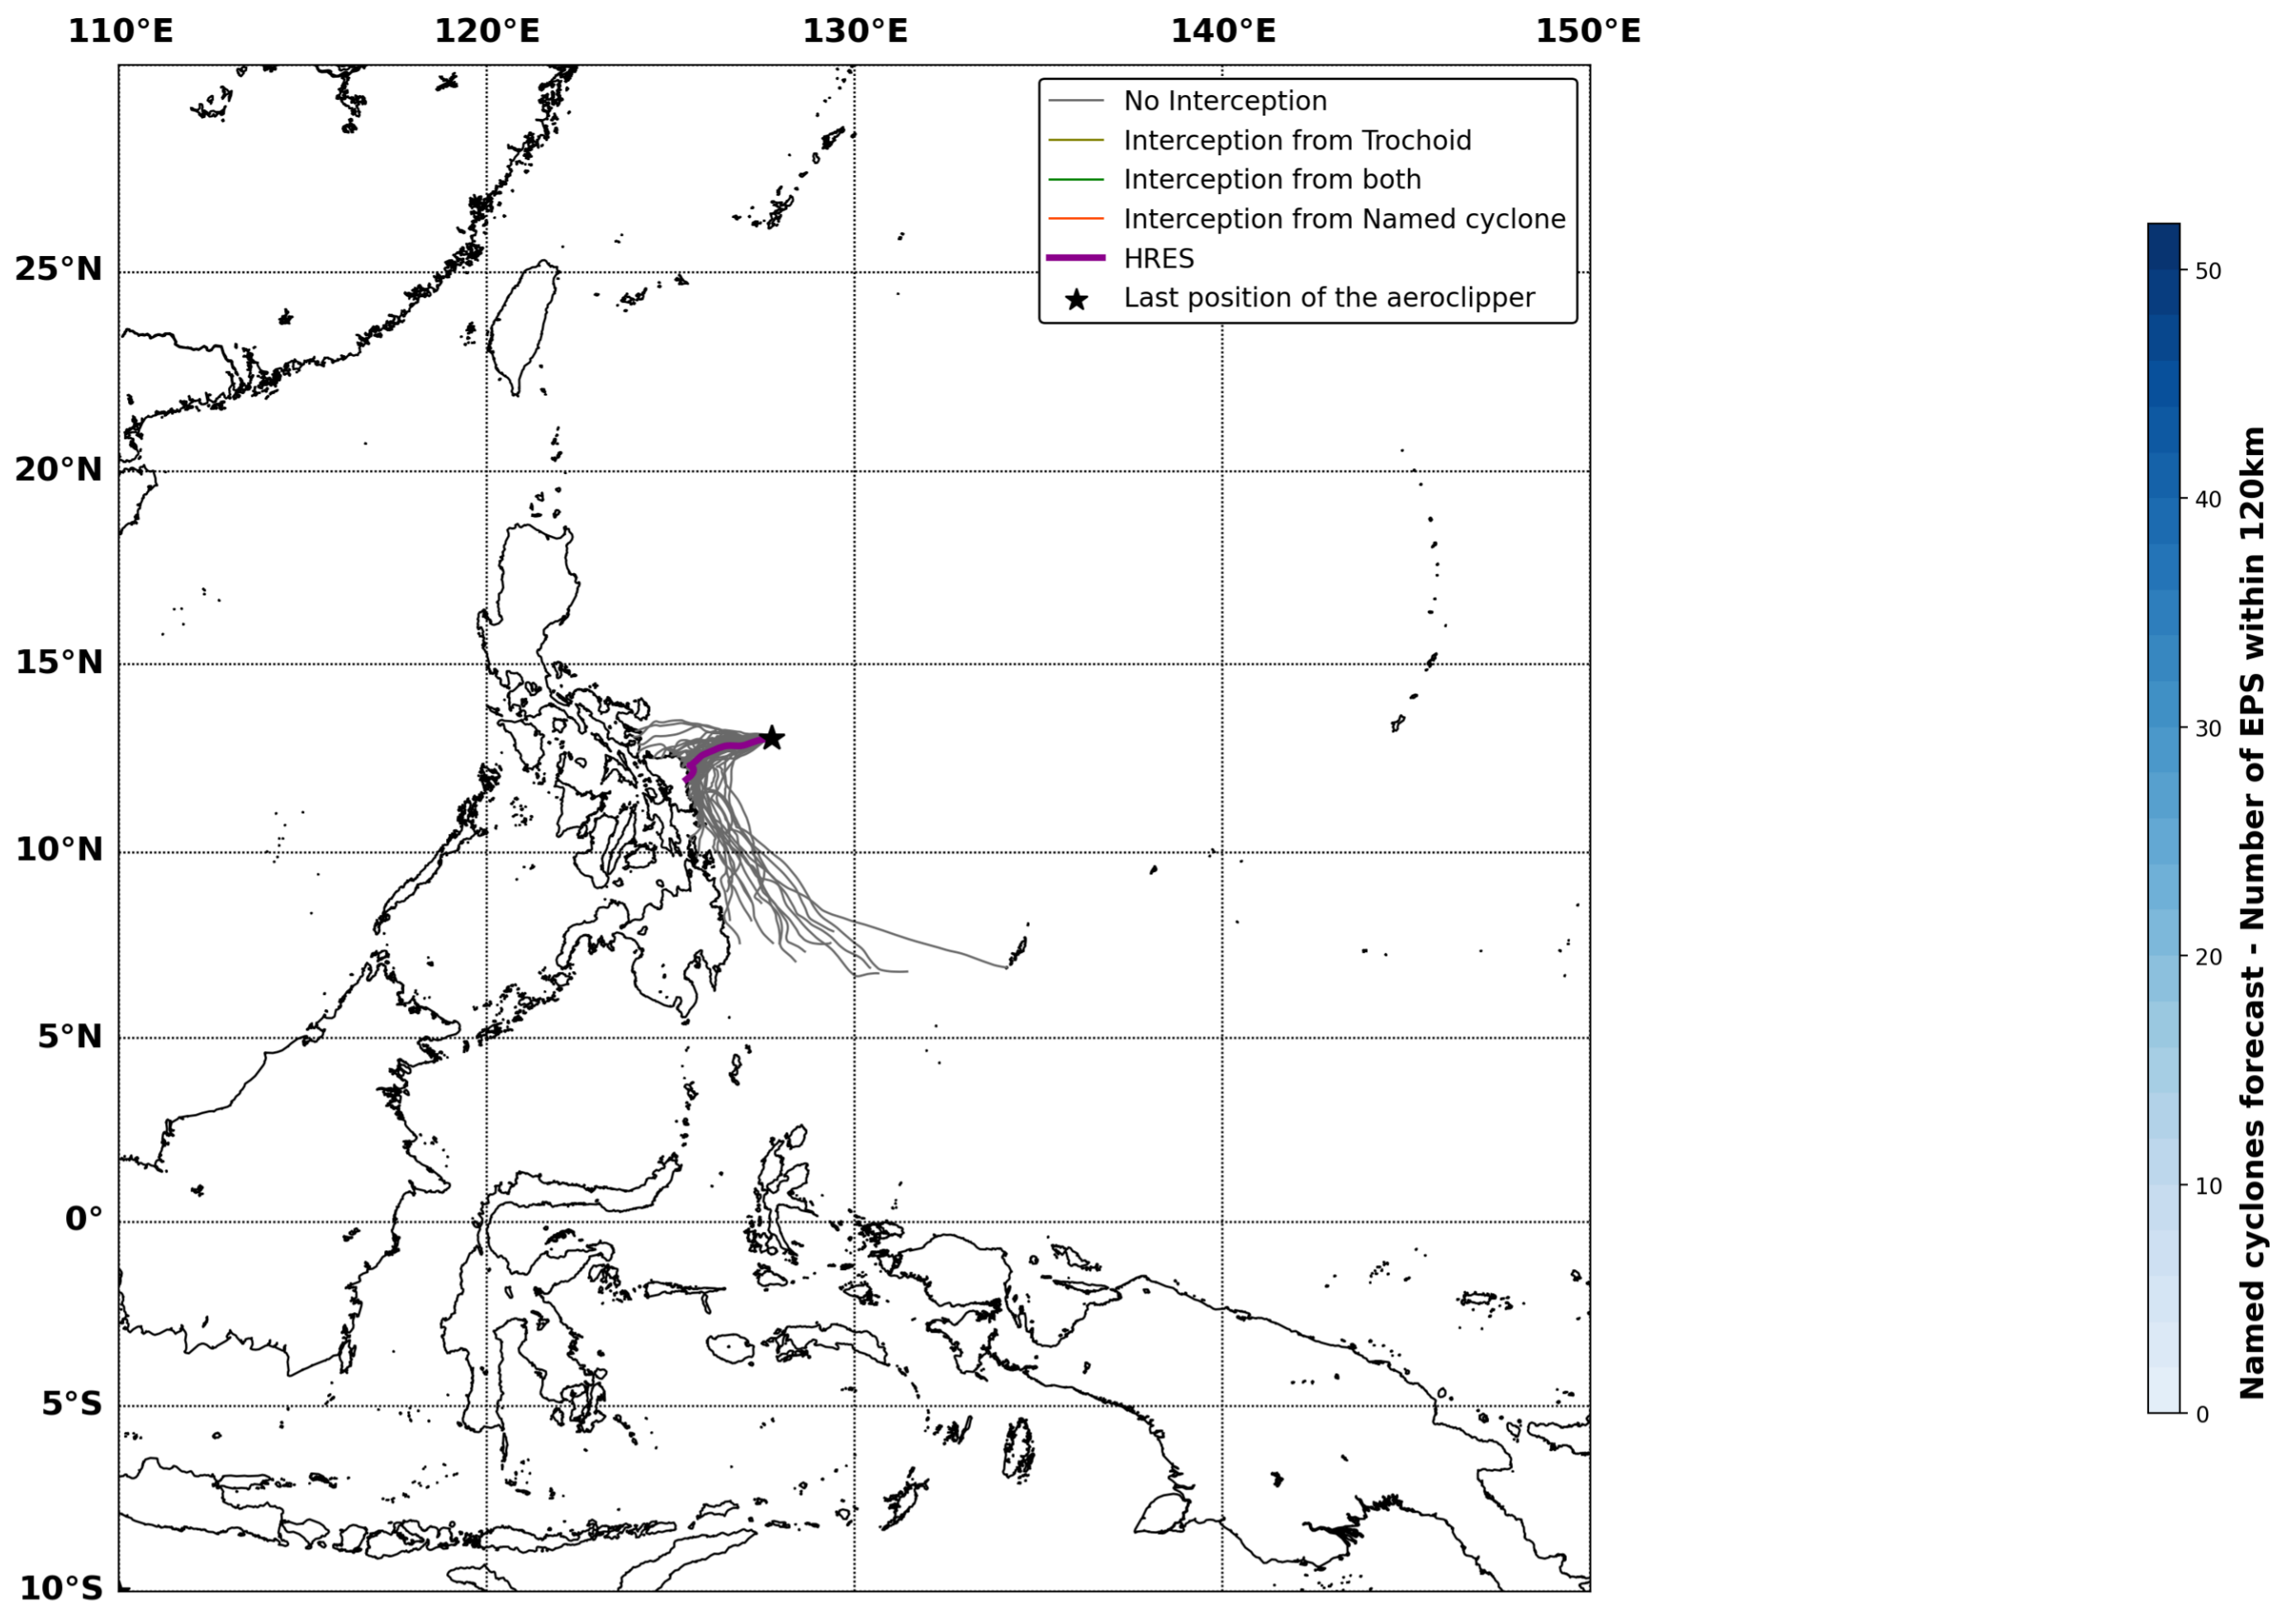 110°E 120°E 130°E 140°E 150°E
No Interception
Interception from Trochoid
Interception from both
Interception from Named cyclone
HRES
Last position of the aeroclipper
25°N
20°N
15°N
10°N
5°N
0°
5°S
10°S
50
40
30
20
10
0
Named cyclones forecast - Number of EPS within 120km